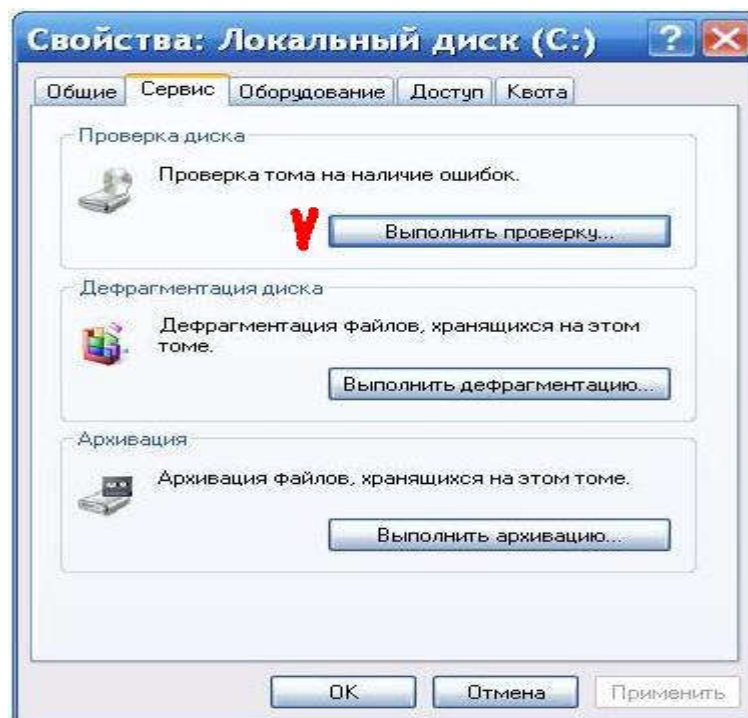 Свойства: Локальный диск (C:)
Общие Сервис Оборудование Доступ Квота
Проверка диска
Проверка тома на наличие ошибок.
Выполнить проверку...
Дефрагментация диска
Дефрагментация файлов, хранящихся на этом
томе.
Выполнить дефрагментацию...
Архивация
Архивация файлов, хранящихся на этом томе.
Выполнить архивацию...
OK Отмена Применить